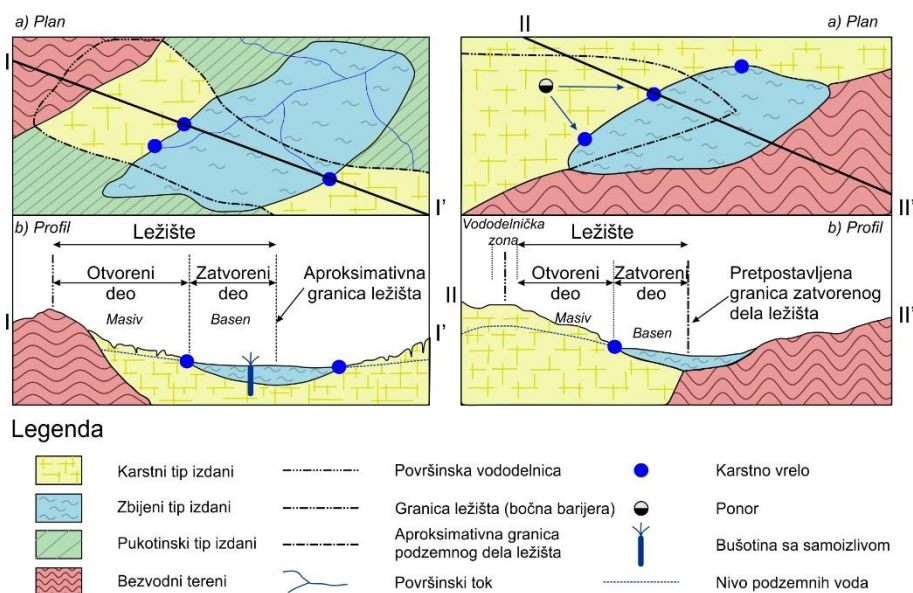 a) Plan
I
I'
b) Profil
Ležište
Otvoreni
deo
Zatvoreni
deo
Masiv
Basen
Aproksimativna
granica ležišta
I
I'
II
a) Plan
II'
b) Profil
Vododelnička
zona
Ležište
Otvoreni
deo
Zatvoreni
deo
Masiv
Basen
Pretpostavljena
granica zatvorenog
dela ležišta
II
II'
Legenda
Karstni tip izdani
Zbijeni tip izdani
Pukotinski tip izdani
Bezvodni tereni
Površinska vododelnica
Granica ležišta (bočna barijera)
Aproksimativna granica
podzemnog dela ležišta
Površinski tok
Karstno vrelo
Ponor
Bušotina sa samoizlivom
Nivo podzemnih voda